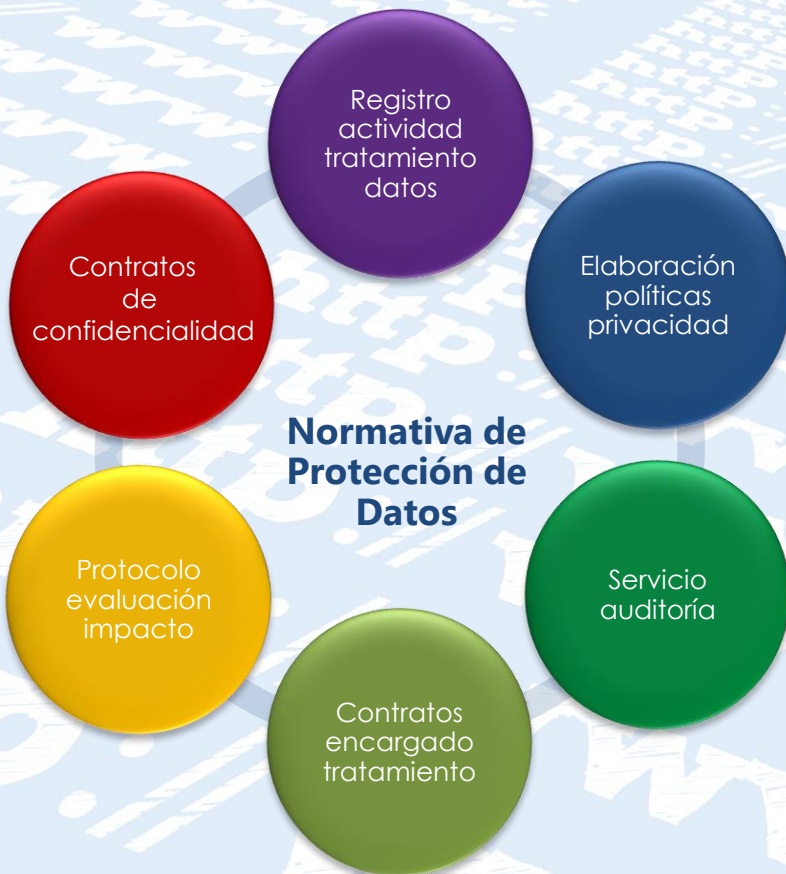 Registro
actividad
tratamiento
datos
Elaboración
políticas
privacidad
Servicio
auditoría
Contratos
encargado
tratamiento
Protocolo
evaluación
impacto
Contratos
de
confidencialidad
Normativa de
Protección de
Datos